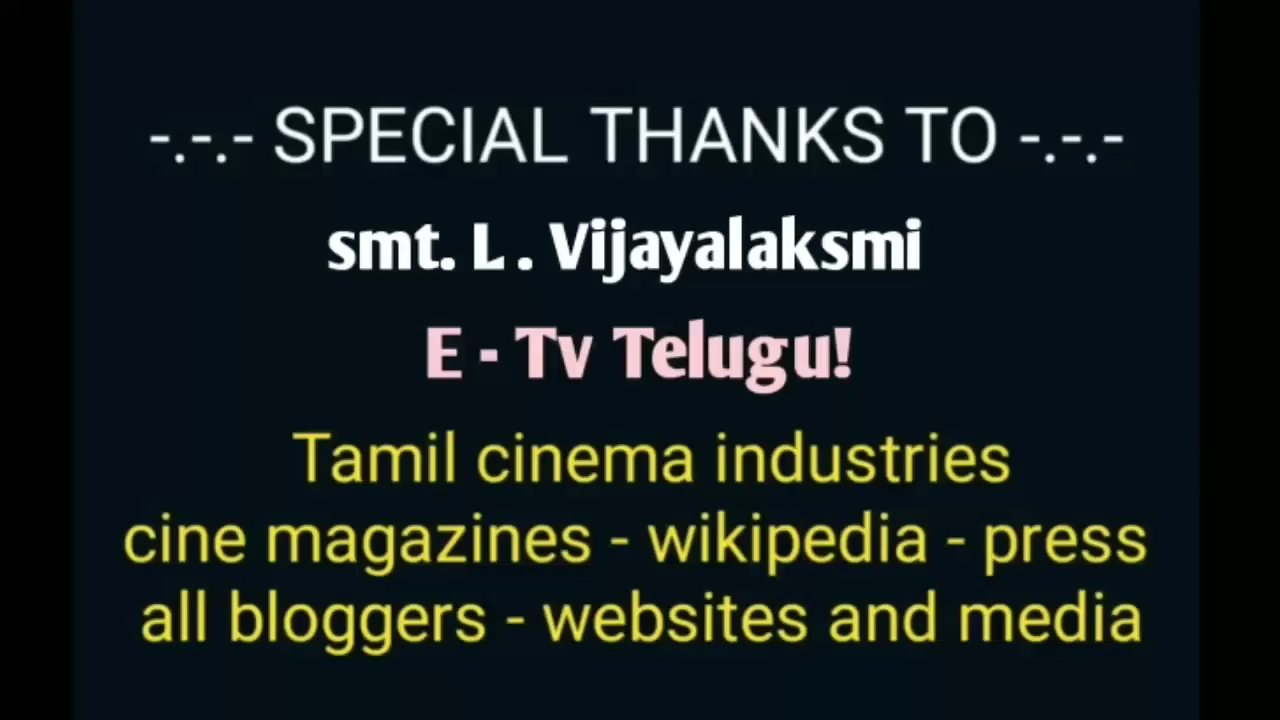 -.-.- SPECIAL THANKS TO -.-.-
smt. L . Vijayalaksmi
E - Tv Telugu!
Tamil cinema industries
cine magazines - wikipedia - press
all bloggers - websites and media